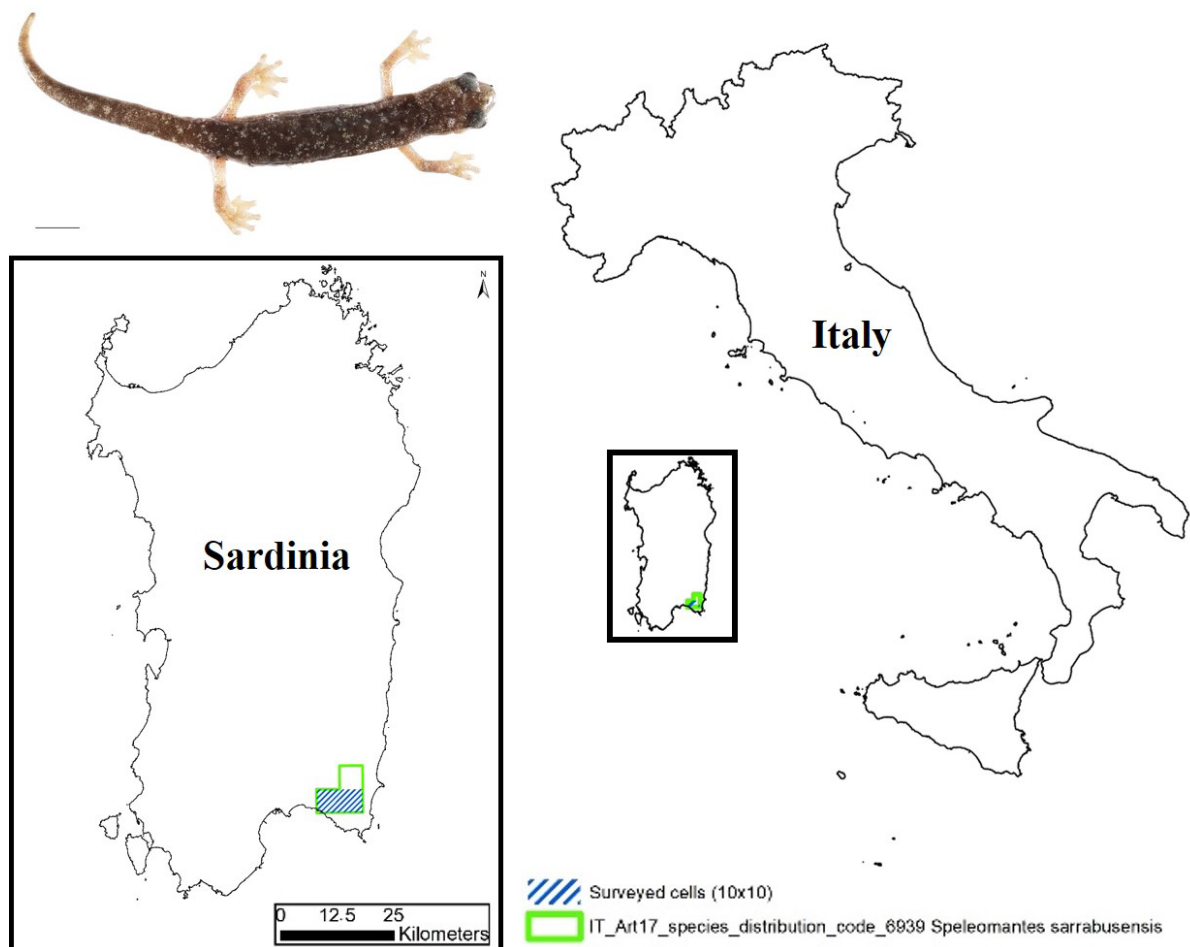 N
Sardinia
0 12.5 25
Kilometers
Italy
Surveyed cells (10x10)
IT_Art17_species_distribution_code_6939 Speleomantes sarrabusensis